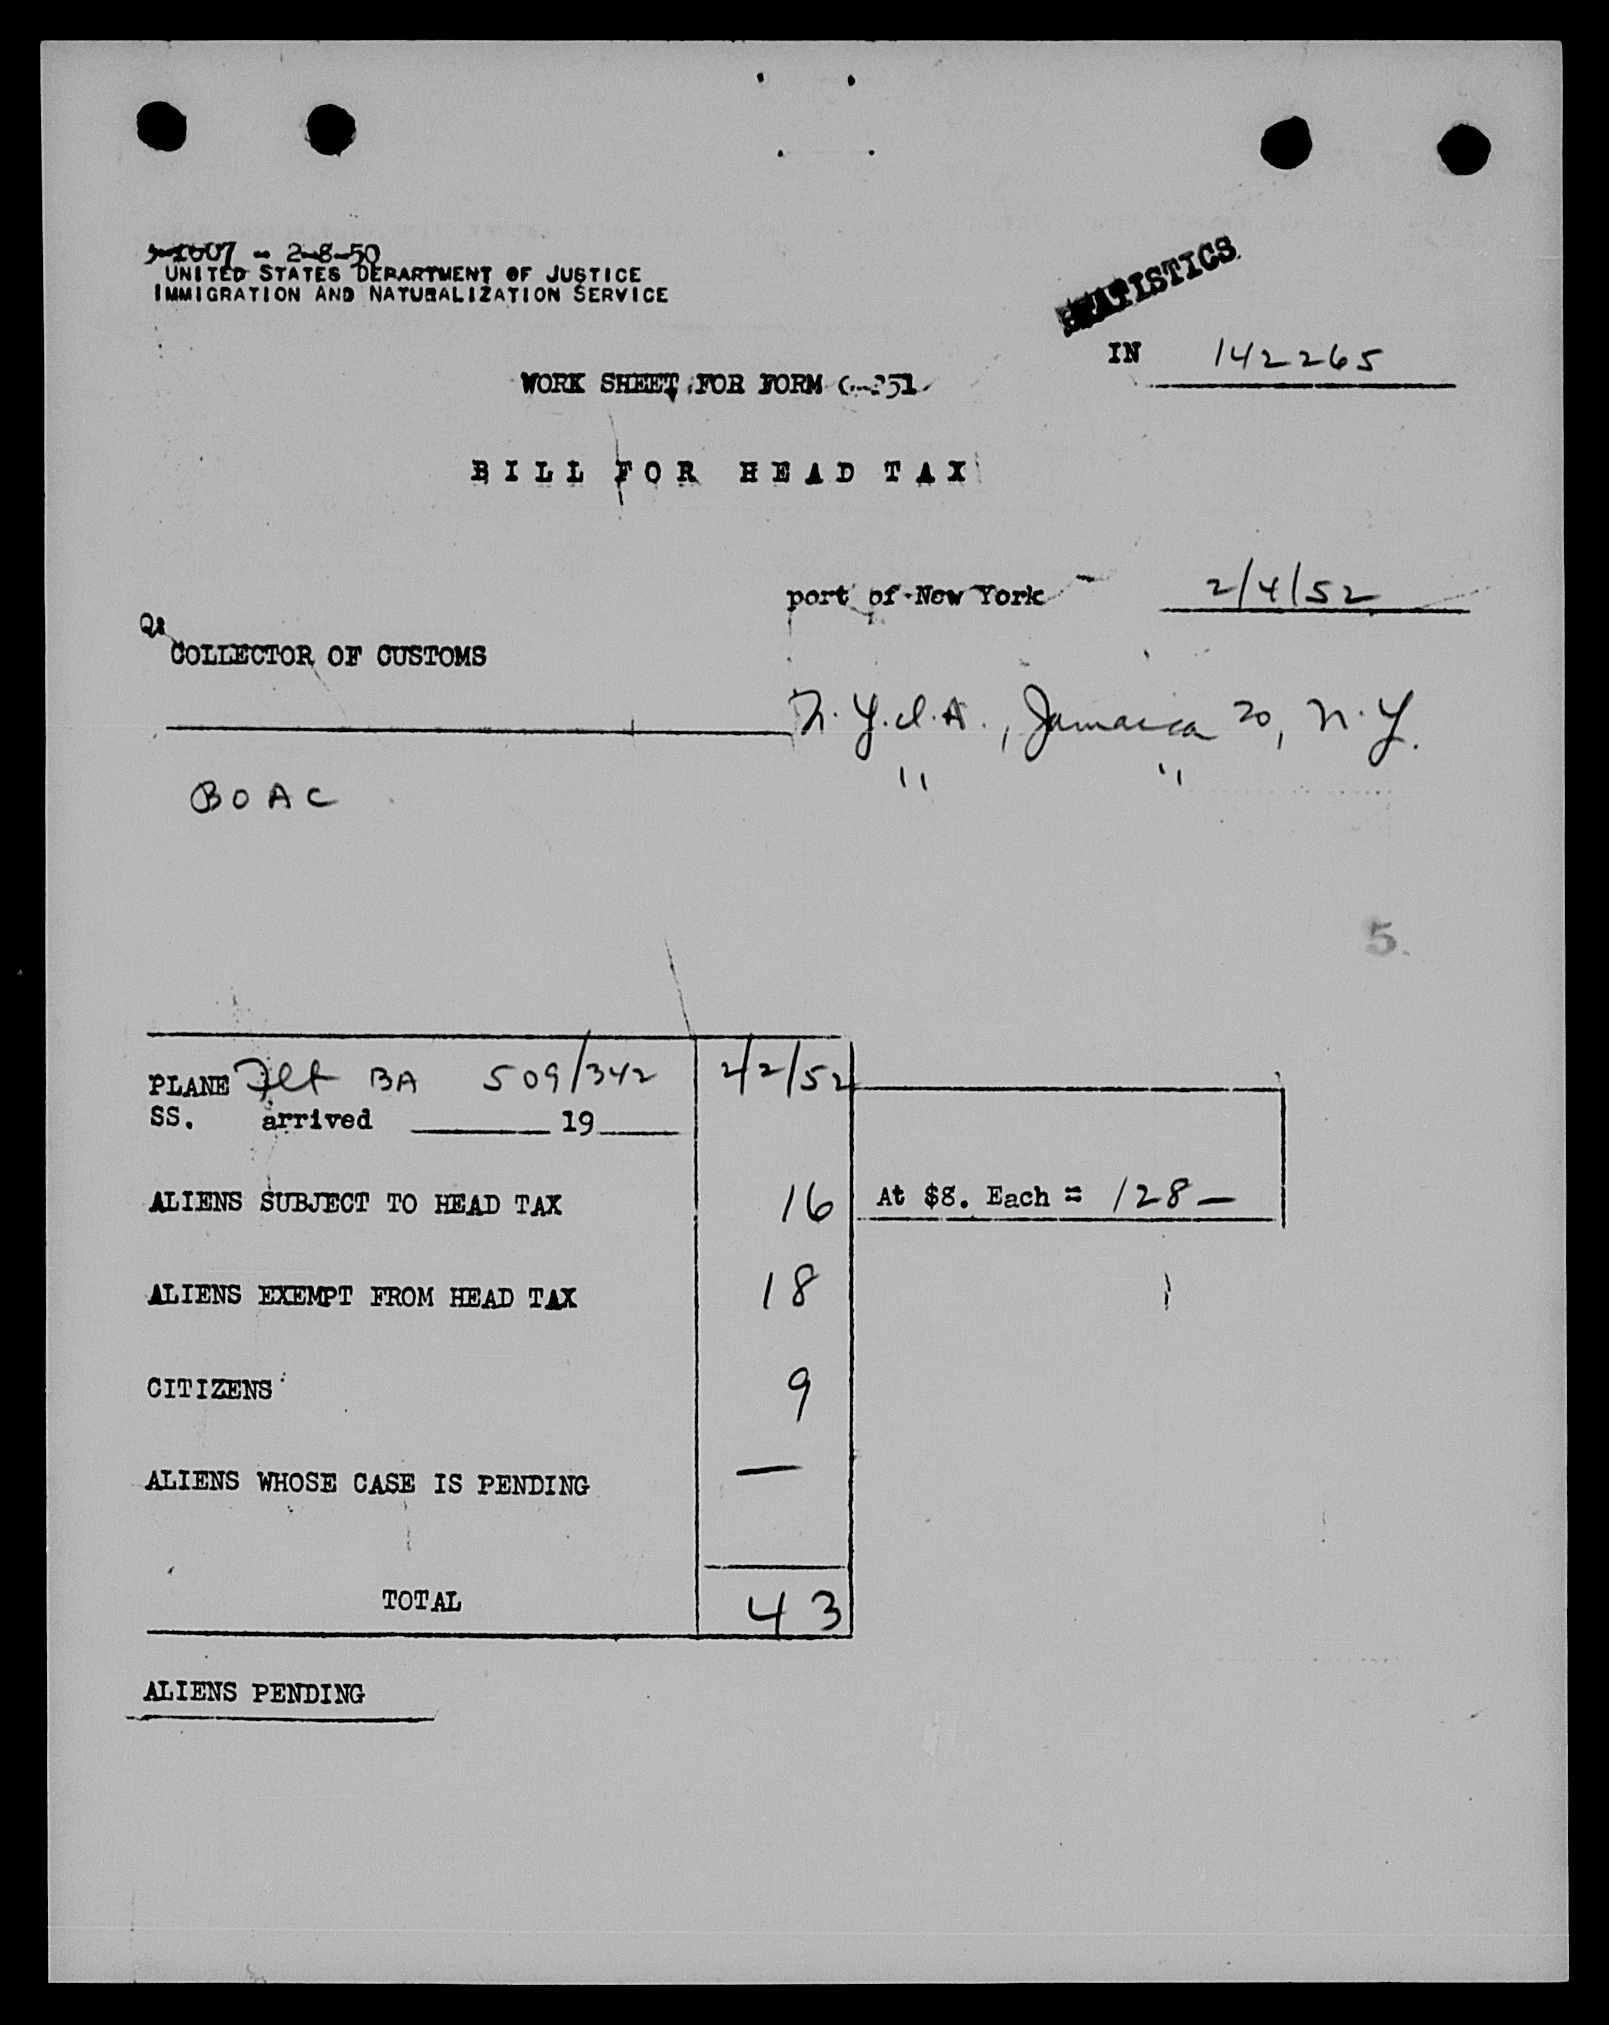 1007 - 2-8-50
UNITED STATES DEPARTMENT OF JUSTICE
IMMIGRATION AND NATURALIZATION SERVICE
STATISTICS
IN 142265
WORK SHEET FOR FORM
BILL FOR HEAD TAX
port of New York 2/4/52
COLLECTOR OF CUSTOMS
N.Y.I.A., Jamaica 20, N.Y.
BOAC " "
5.
PLANE Flt BA 509/342 2/2/52
SS. arrived 19
ALIENS SUBJECT TO HEAD TAX 16 At $8. Each = 128 —
ALIENS EXEMPT FROM HEAD TAX 18
CITIZENS 9
ALIENS WHOSE CASE IS PENDING —
TOTAL 43
ALIENS PENDING